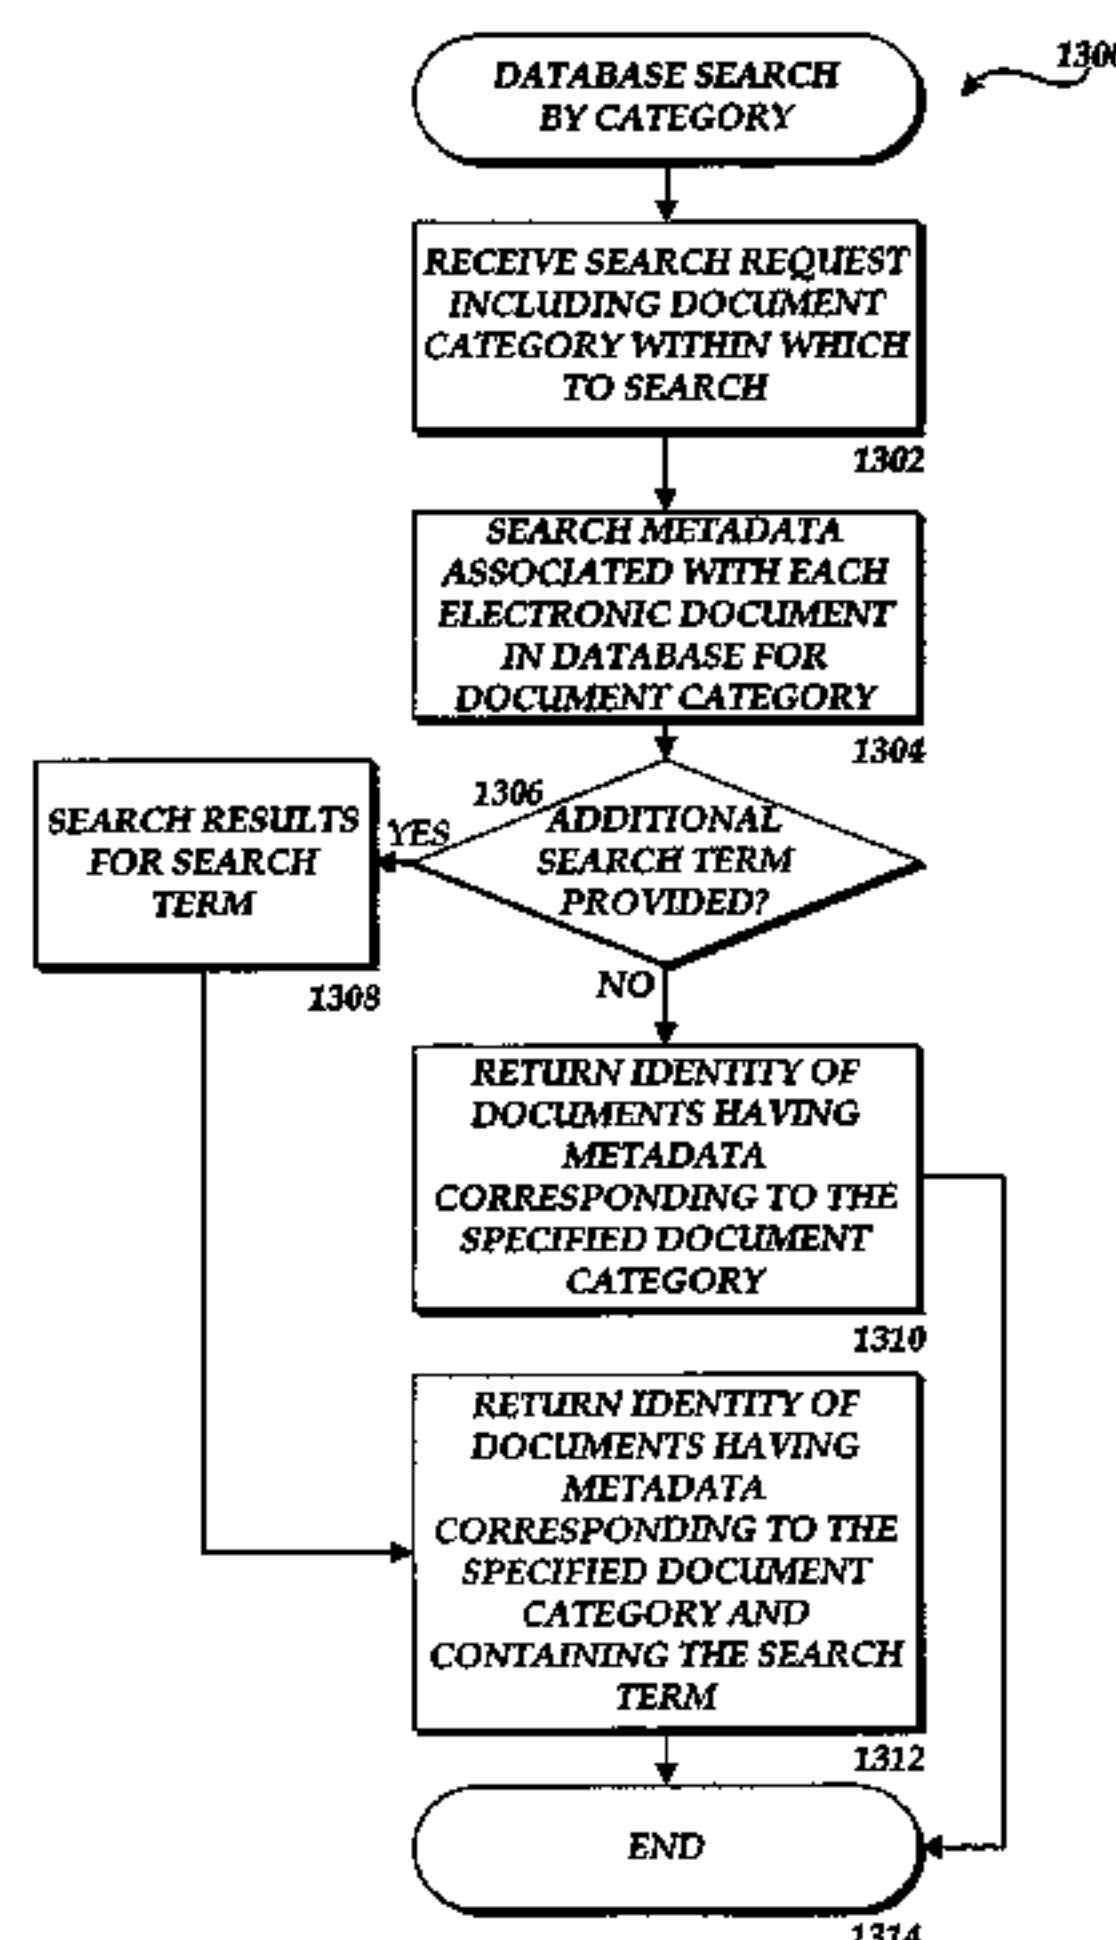 DATABASE SEARCH
BY CATEGORY
1300
RECEIVE SEARCH REQUEST
INCLUDING DOCUMENT
CATEGORY WITHIN WHICH
TO SEARCH
1302
SEARCH METADATA
ASSOCIATED WITH EACH
ELECTRONIC DOCUMENT
IN DATABASE FOR
DOCUMENT CATEGORY
1304
1306
ADDITIONAL
SEARCH TERM
PROVIDED?
YES
SEARCH RESULTS
FOR SEARCH
TERM
1308
NO
RETURN IDENTITY OF
DOCUMENTS HAVING
METADATA
CORRESPONDING TO THE
SPECIFIED DOCUMENT
CATEGORY
1310
RETURN IDENTITY OF
DOCUMENTS HAVING
METADATA
CORRESPONDING TO THE
SPECIFIED DOCUMENT
CATEGORY AND
CONTAINING THE SEARCH
TERM
1312
END
1314